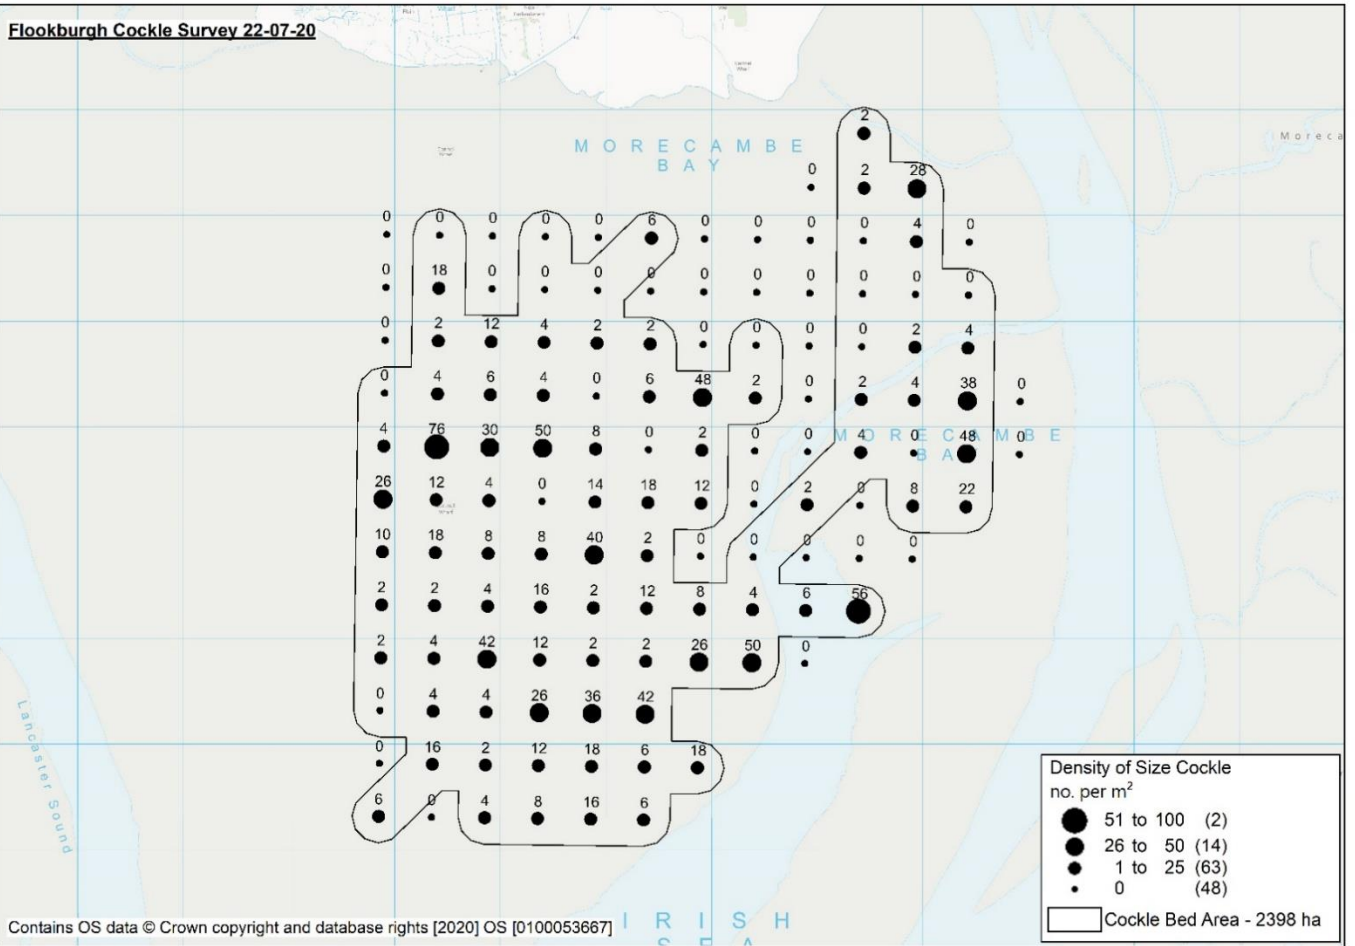 Flookburgh Cockle Survey 22-07-20
MORECAMBE
BAY
Moreca
2
0 2 28
0 0 0 0 0 6 0 0 0 0 4 0
0 18 0 0 0 0 0 0 0 0 0 0
0 2 12 4 2 2 0 0 0 0 2 4
0 4 6 4 0 6 48 2 0 2 4 38 0
4 76 30 50 8 0 2 0 0 4 0 48 0
MORECAMBE
BA
26 12 4 0 14 18 12 0 2 0 8 22
10 18 8 8 40 2 0 0 0 0 0
2 2 4 16 2 12 8 4 6 56
2 4 42 12 2 2 26 50 0
0 4 4 26 36 42
0 16 2 12 18 6 18
6 0 4 8 16 6
Lancaster Sound
Density of Size Cockle
no. per m²
51 to 100 (2)
26 to 50 (14)
1 to 25 (63)
0 (48)
Cockle Bed Area - 2398 ha
Contains OS data © Crown copyright and database rights [2020] OS [0100053667]
IRISH
SEA